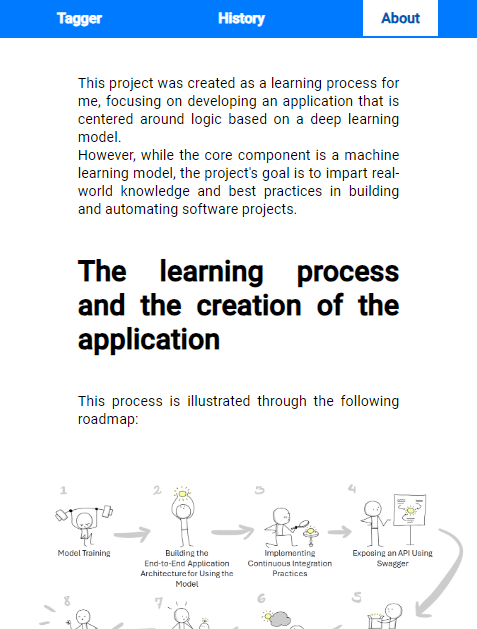 Tagger History About
This project was created as a learning process for
me, focusing on developing an application that is
centered around logic based on a deep learning
model.
However, while the core component is a machine
learning model, the project's goal is to impart real-
world knowledge and best practices in building
and automating software projects.
The learning process
and the creation of the
application
This process is illustrated through the following
roadmap:
1
Model Training
2
Building the
End-to-End Application
Architecture for Using the
Model
3
Implementing
Continuous Integration
Practices
4
Exposing an API Using
Swagger
8
7
6
5